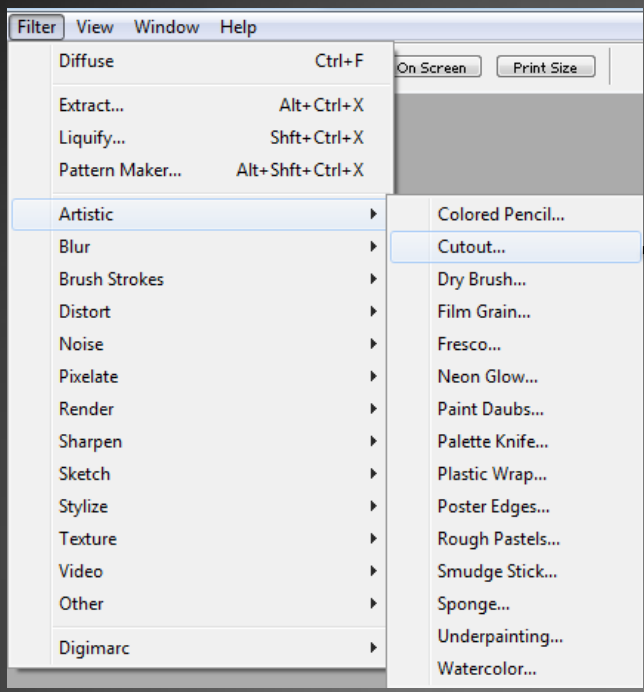 Filter View Window Help
On Screen Print Size
Diffuse Ctrl+F
Extract... Alt+Ctrl+X
Liquify... Shft+Ctrl+X
Pattern Maker... Alt+Shft+Ctrl+X
Artistic
Blur
Brush Strokes
Distort
Noise
Pixelate
Render
Sharpen
Sketch
Stylize
Texture
Video
Other
Digimarc
Colored Pencil...
Cutout...
Dry Brush...
Film Grain...
Fresco...
Neon Glow...
Paint Daubs...
Palette Knife...
Plastic Wrap...
Poster Edges...
Rough Pastels...
Smudge Stick...
Sponge...
Underpainting...
Watercolor...